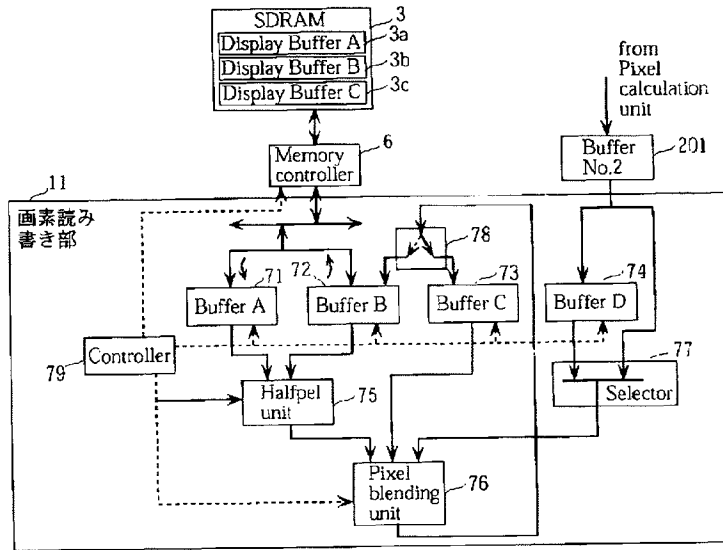 SDRAM
3
Display Buffer A
3a
Display Buffer B
3b
Display Buffer C
3c
from
Pixel
calculation
unit
Memory
controller
6
Buffer
No.2
201
11
画素読み
書き部
78
71
72
73
74
Buffer A
Buffer B
Buffer C
Buffer D
Controller
79
77
Selector
Halfpel
unit
75
Pixel
blending
unit
76